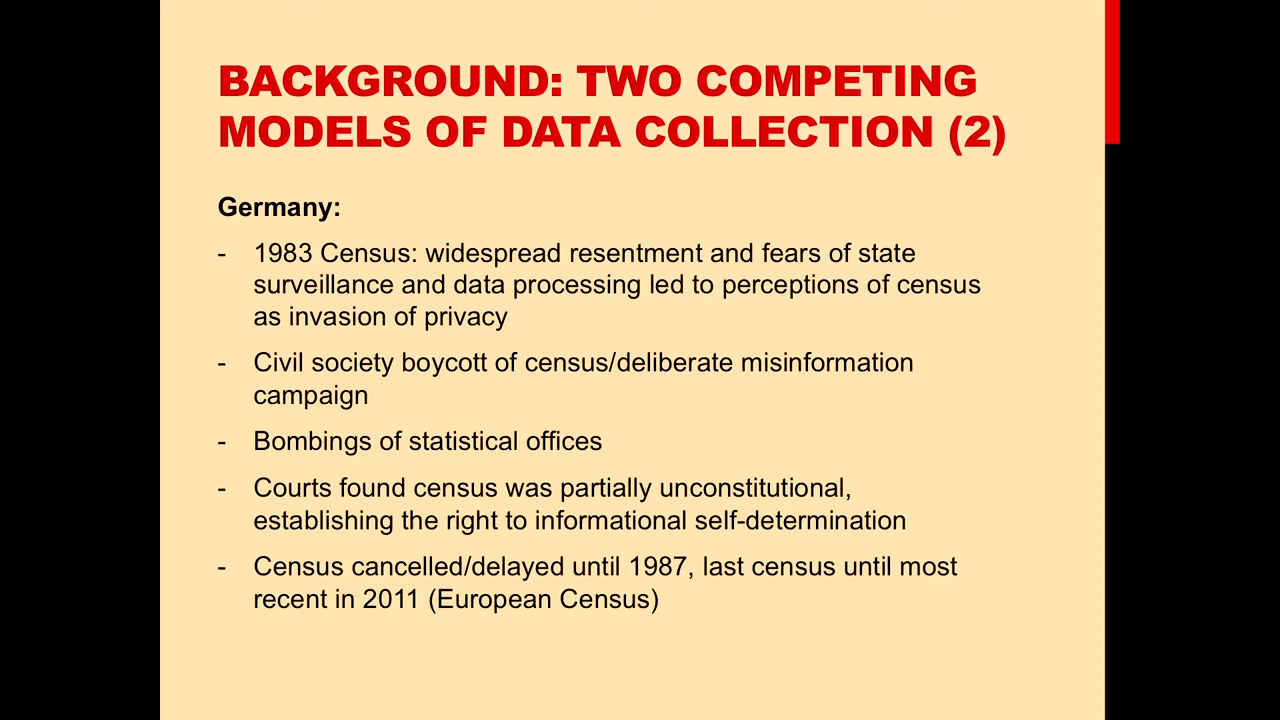 BACKGROUND: TWO COMPETING
MODELS OF DATA COLLECTION (2)
Germany:
- 1983 Census: widespread resentment and fears of state
surveillance and data processing led to perceptions of census
as invasion of privacy
- Civil society boycott of census/deliberate misinformation
campaign
- Bombings of statistical offices
- Courts found census was partially unconstitutional,
establishing the right to informational self-determination
- Census cancelled/delayed until 1987, last census until most
recent in 2011 (European Census)